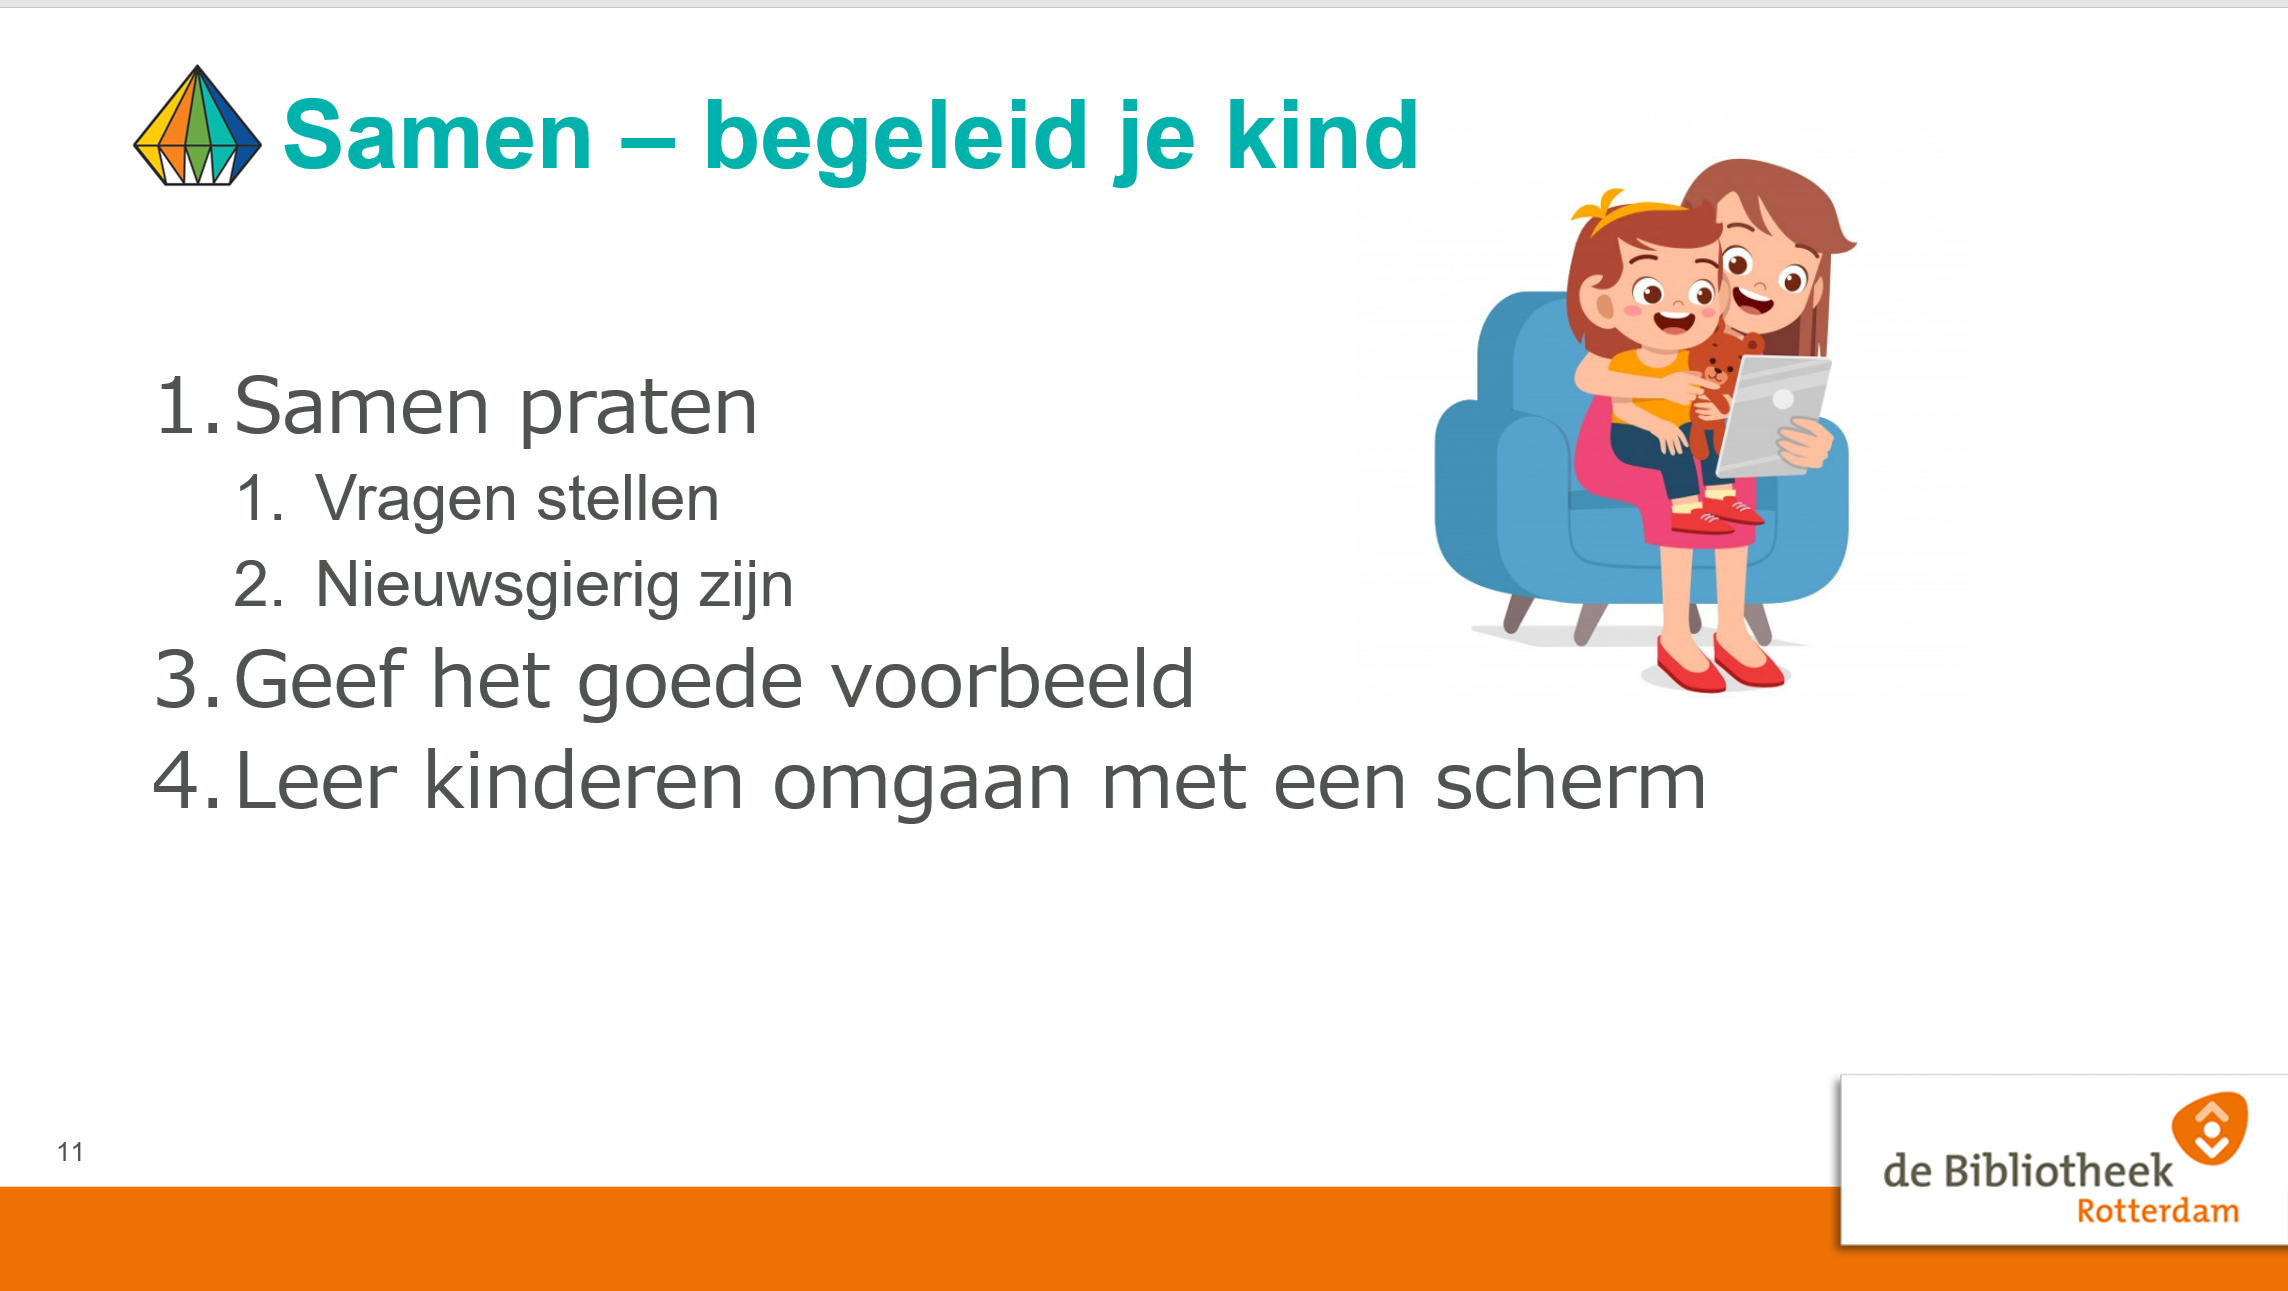 Samen – begeleid je kind
1. Samen praten
1. Vragen stellen
2. Nieuwsgierig zijn
3. Geef het goede voorbeeld
4. Leer kinderen omgaan met een scherm
11
de Bibliotheek
Rotterdam